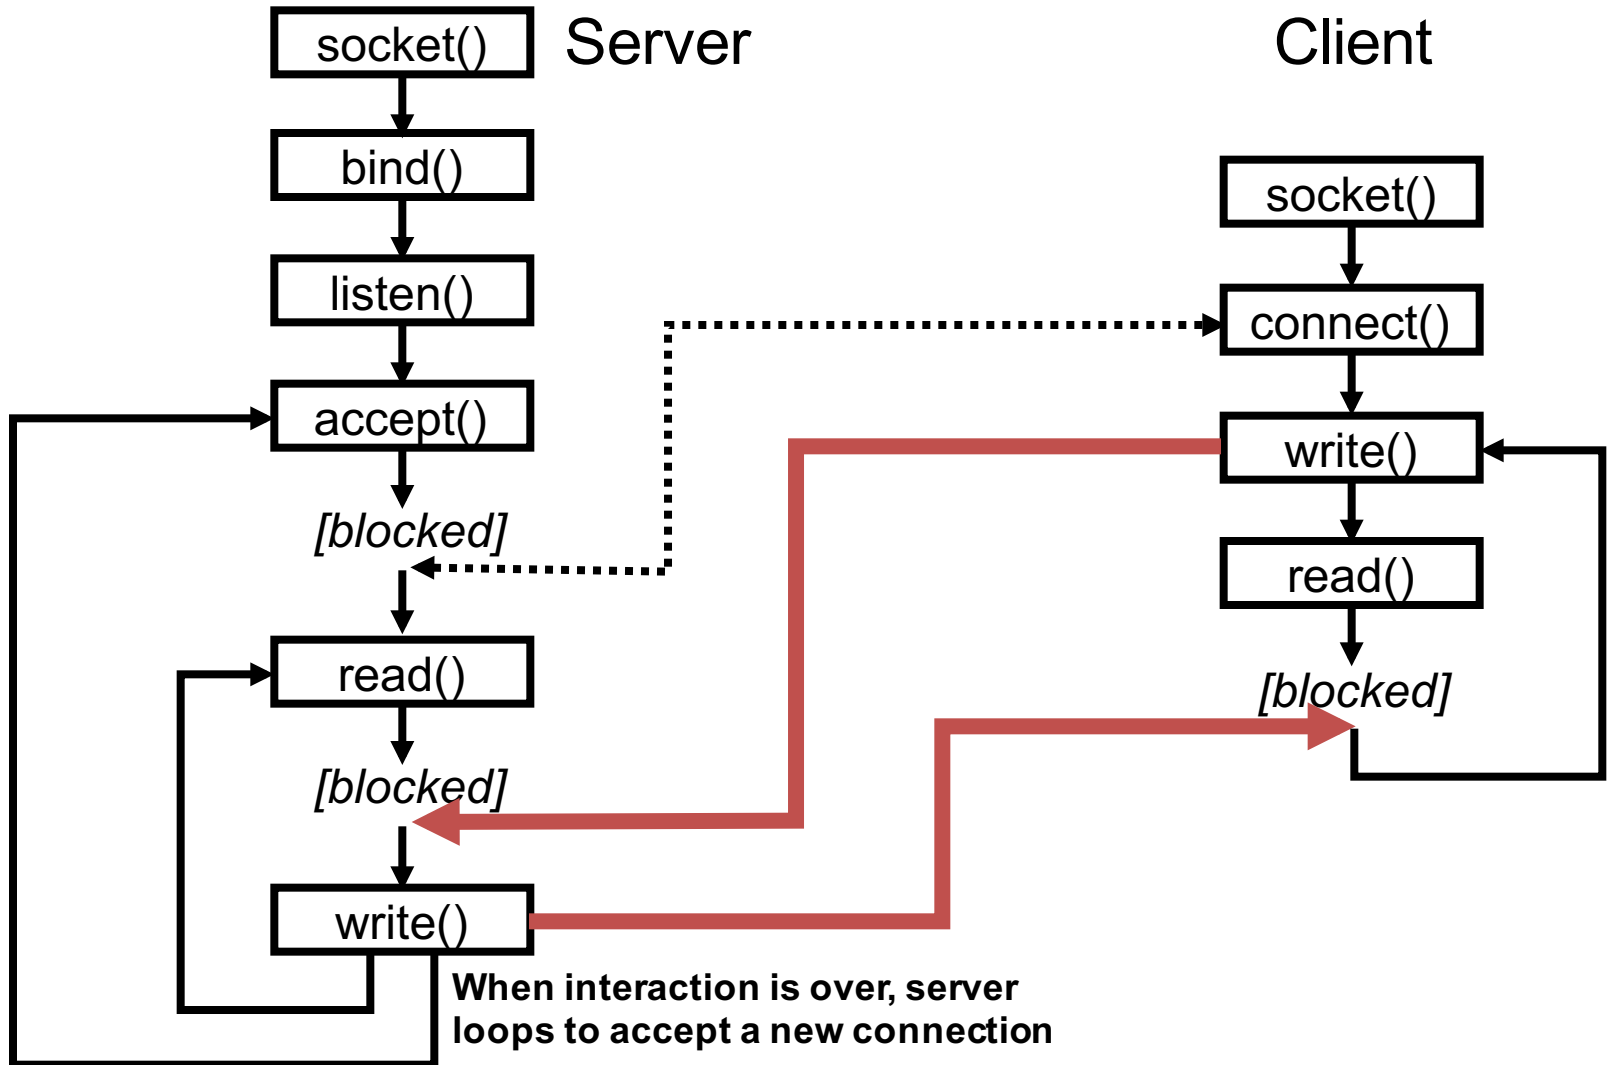 Server
socket()
bind()
listen()
accept()
[blocked]
read()
[blocked]
write()
When interaction is over, server
loops to accept a new connection
Client
socket()
connect()
write()
read()
[blocked]